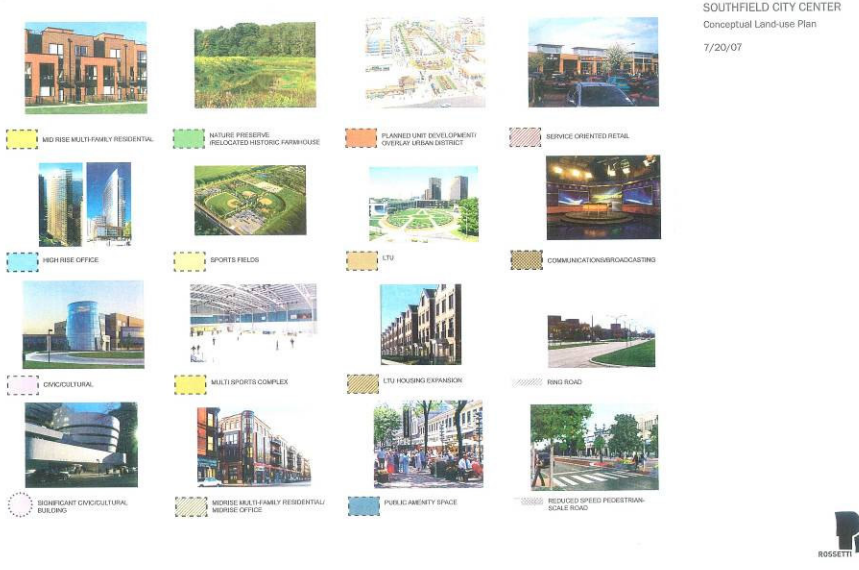 SOUTHFIELD CITY CENTER
Conceptual Land-use Plan
7/20/07
MID RISE MULTI-FAMILY RESIDENTIAL
NATURE PRESERVE
/RELOCATED HISTORIC FARMHOUSE
PLANNED UNIT DEVELOPMENT/
OVERLAY URBAN DISTRICT
SERVICE ORIENTED RETAIL
HIGH RISE OFFICE
SPORTS FIELDS
LTU
COMMUNICATIONS/BROADCASTING
CIVIC/CULTURAL
MULTI SPORTS COMPLEX
LTU HOUSING EXPANSION
RING ROAD
SIGNIFICANT CIVIC/CULTURAL
BUILDING
MIDRISE MULTI-FAMILY RESIDENTIAL/
MIDRISE OFFICE
PUBLIC AMENITY SPACE
REDUCED SPEED PEDESTRIAN-
SCALE ROAD
ROSSETTI